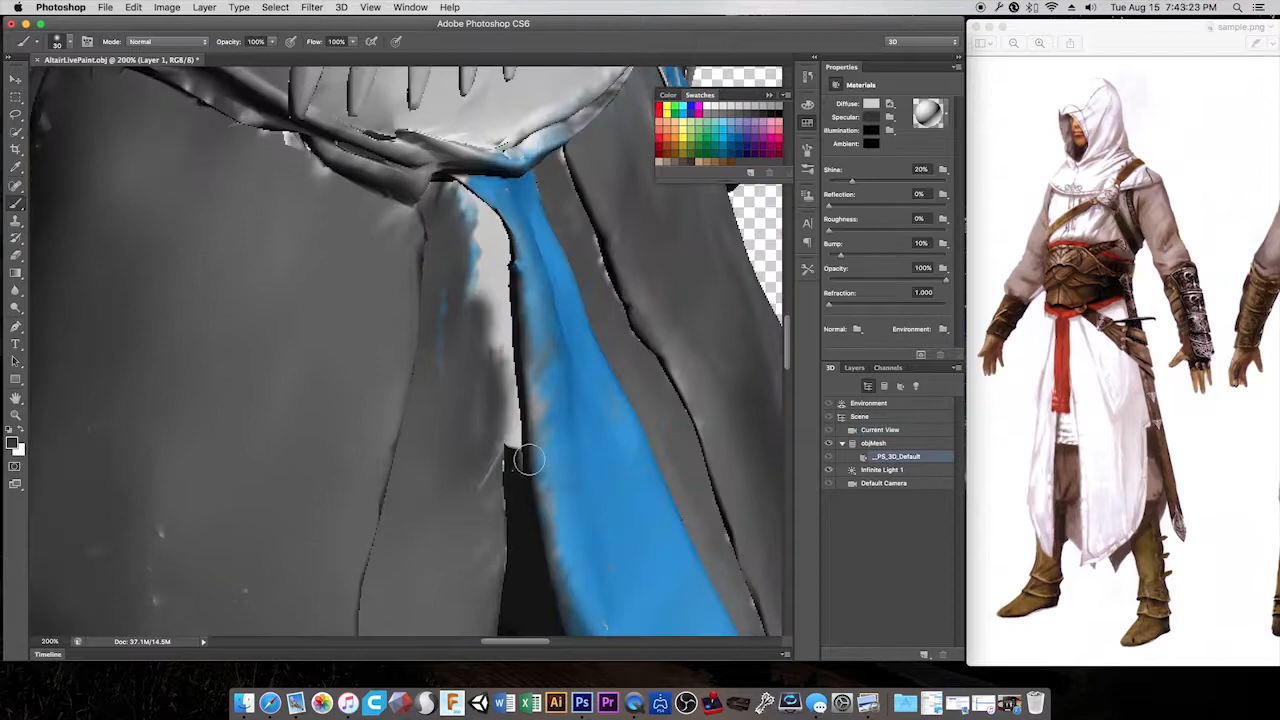 Photoshop File Edit Image Layer Type Select Filter 3D View Window Help Tue Aug 15 7:43:23 PM
Adobe Photoshop CS6
sample.png
30 Mode: Normal Opacity: 100% Flow: 100% 3D
AltairLivePaint.obj @ 200% (Layer 1, RGB/8) *
Color Swatches
Properties
Materials
Diffuse:
Specular:
Illumination:
Ambient:
Shine: 20%
Reflection: 0%
Roughness: 0%
Bump: 10%
Opacity: 100%
Refraction: 1.000
Normal: Environment:
3D Layers Channels
Environment
Scene
Current View
objMesh
__PS_3D_Default
Infinite Light 1
Default Camera
200% Doc: 37.1M/14.5M
Timeline